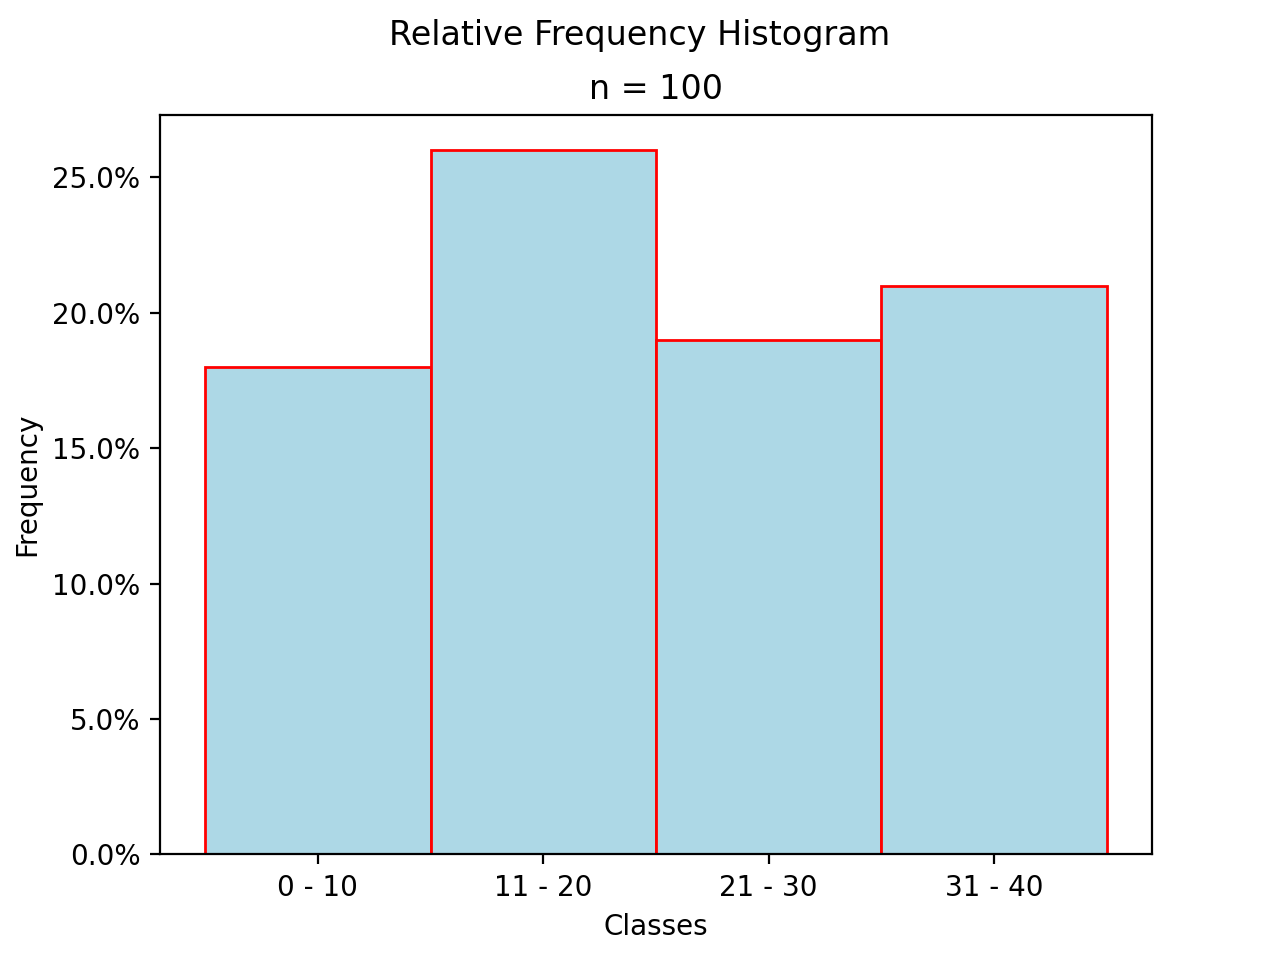 Relative Frequency Histogram
n = 100
25.0%
20.0%
15.0%
10.0%
5.0%
0.0%
Frequency
0 - 10
11 - 20
21 - 30
31 - 40
Classes